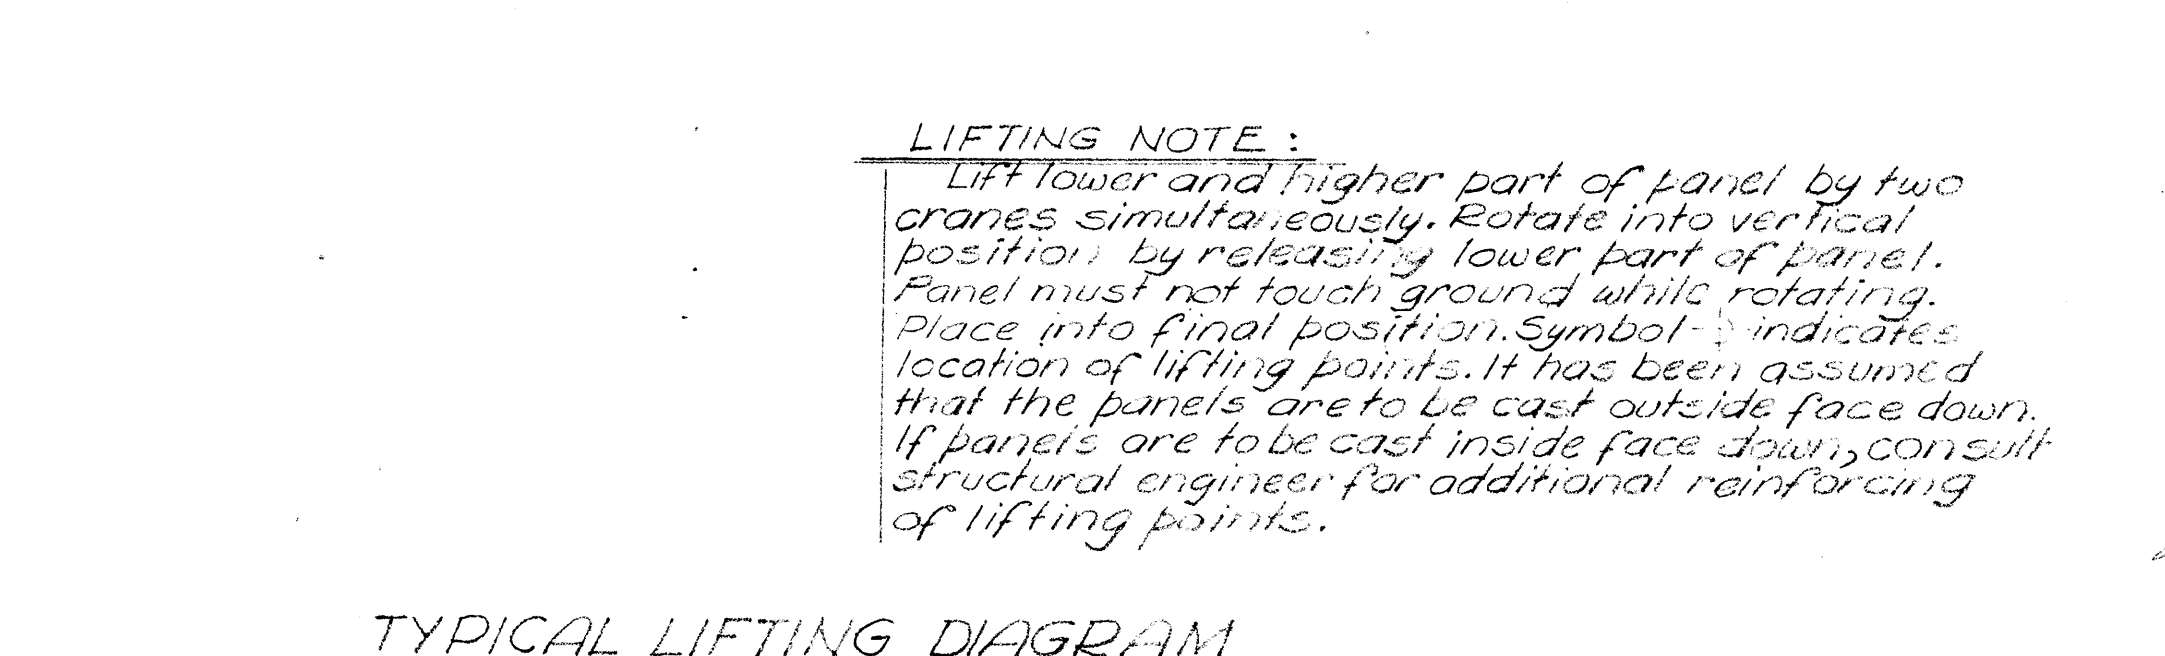 LIFTING NOTE :
Lift lower and higher part of panel by two
cranes simultaneously. Rotate into vertical
position by releasing lower part of panel.
Panel must not touch ground while rotating.
Place into final position. Symbol indicates
location of lifting points. It has been assumed
that the panels are to be cast outside face down.
If panels are to be cast inside face down, consult
structural engineer for additional reinforcing
of lifting points.
TYPICAL LIFTING DIAGRAM